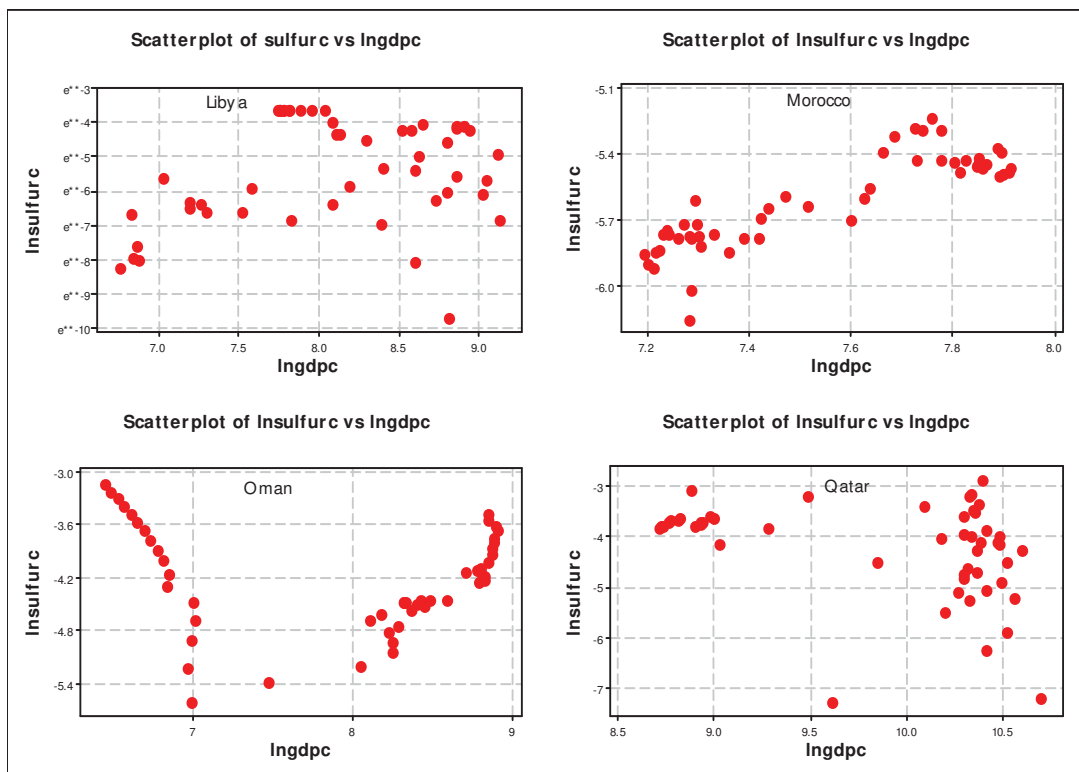 Scatterplot of sulfurc vs lngdpc
Scatterplot of lnsulfurc vs lngdpc
Libya
Morocco
lnsulfurc
e**-3
e**-4
e**-5
e**-6
e**-7
e**-8
e**-9
e**-10
7.0 7.5 8.0 8.5 9.0
lngdpc
lnsulfurc
-5.1
-5.4
-5.7
-6.0
7.2 7.4 7.6 7.8 8.0
lngdpc
Scatterplot of lnsulfurc vs lngdpc
Scatterplot of lnsulfurc vs lngdpc
Oman
Qatar
lnsulfurc
-3.0
-3.6
-4.2
-4.8
-5.4
7 8 9
lngdpc
lnsulfurc
-3
-4
-5
-6
-7
8.5 9.0 9.5 10.0 10.5
lngdpc